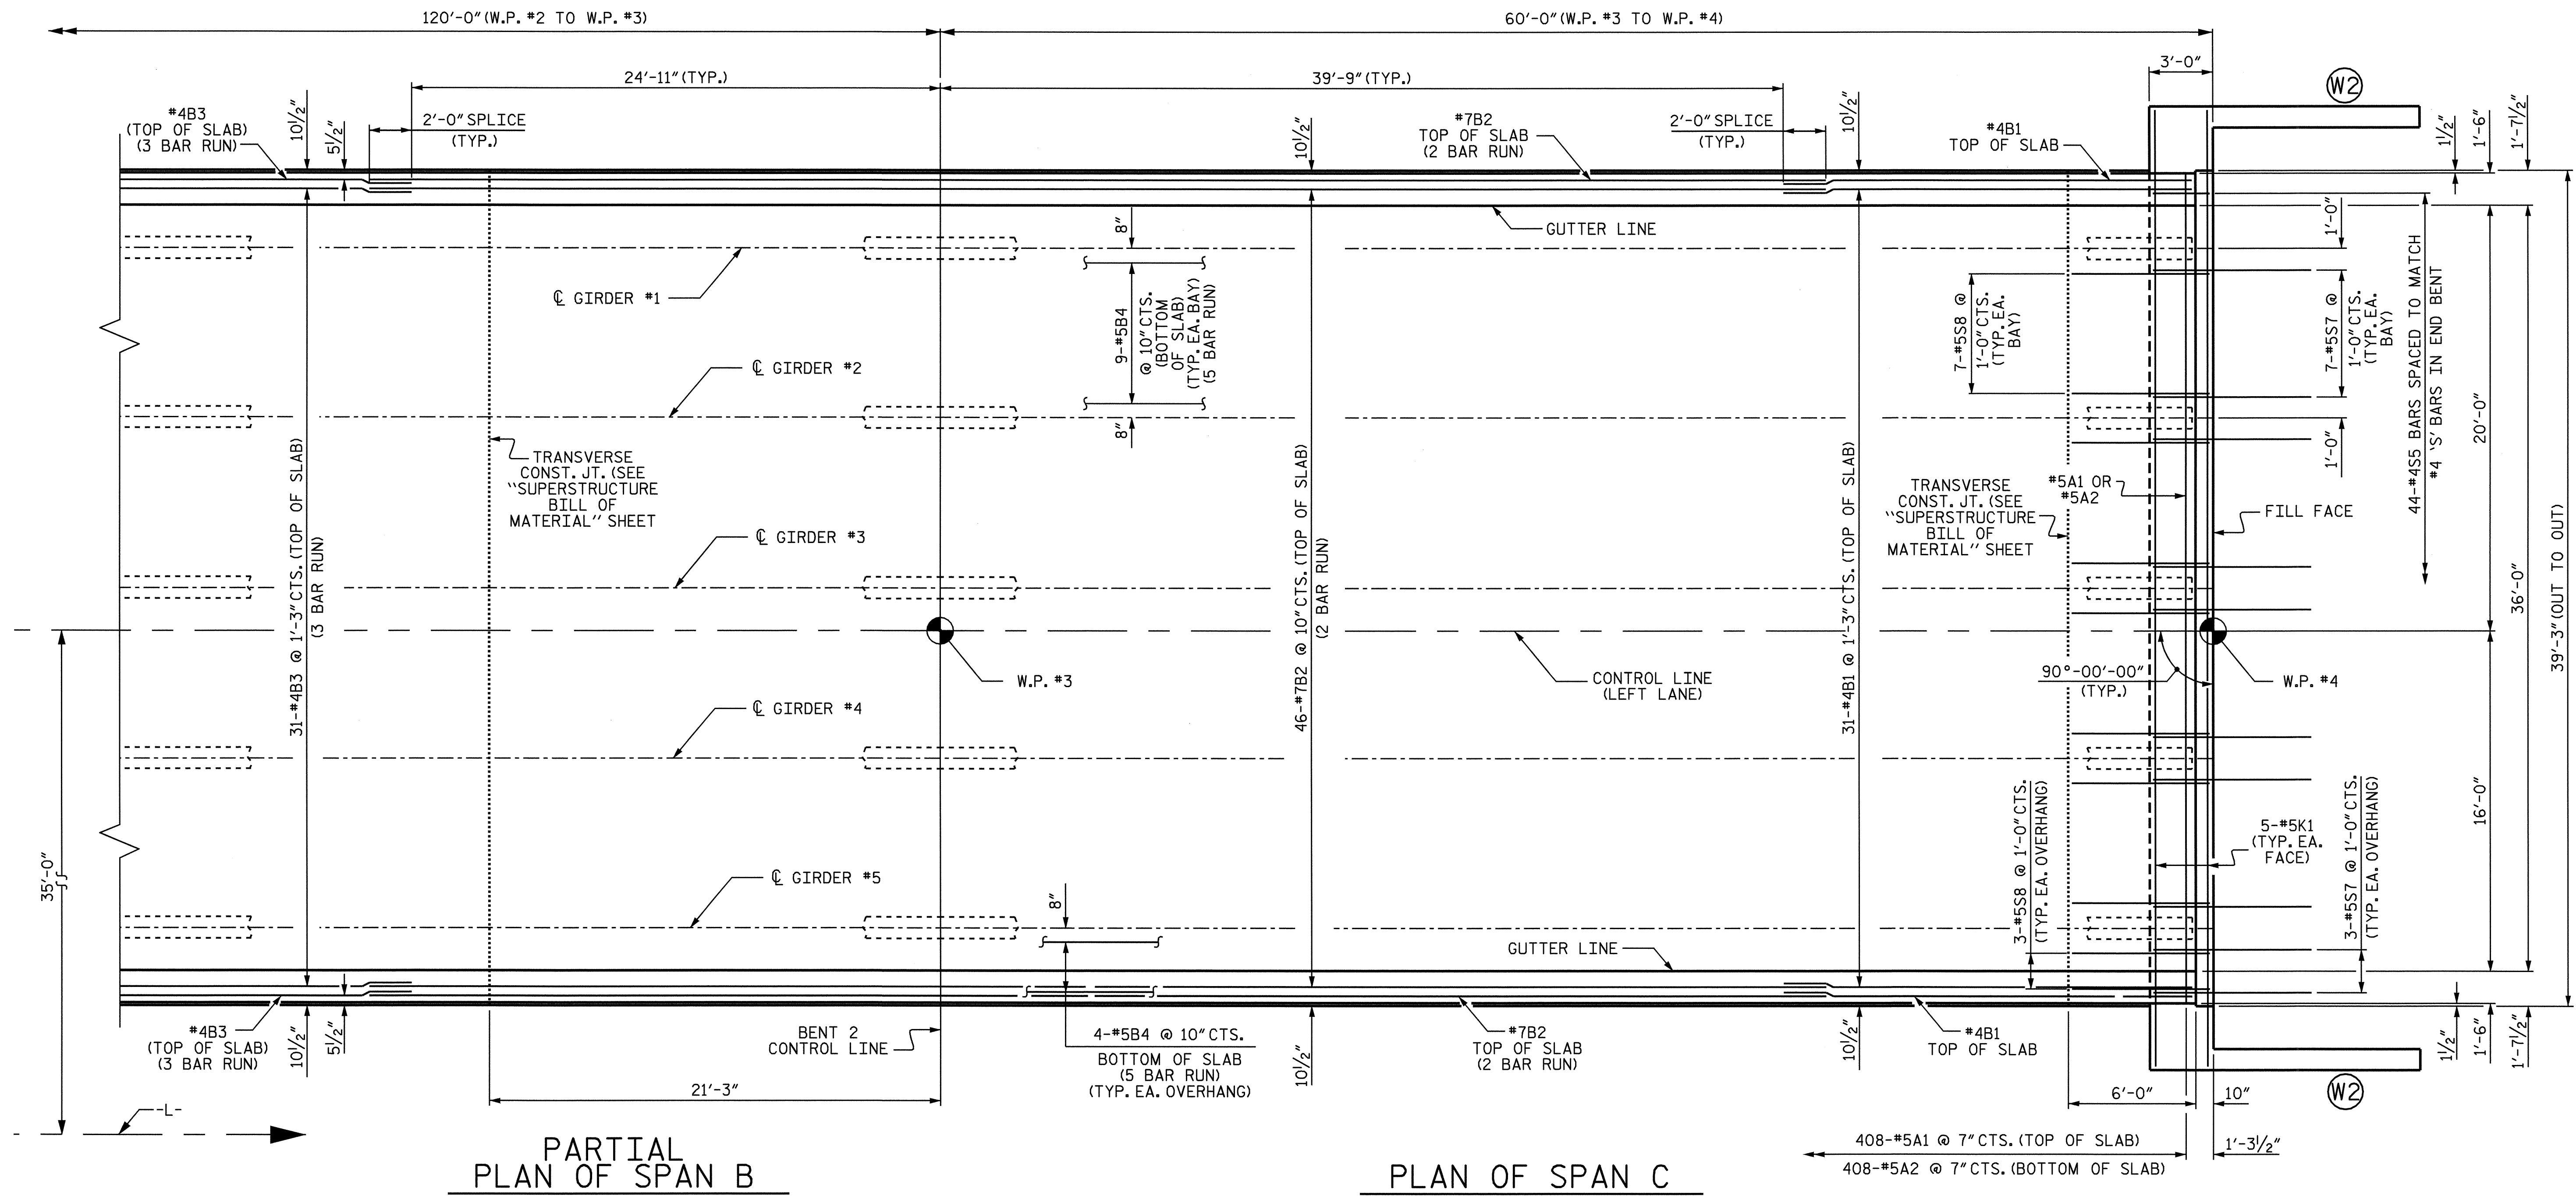 120'-0" (W.P. #2 TO W.P. #3)
60'-0" (W.P. #3 TO W.P. #4)
24'-11" (TYP.)
39'-9" (TYP.)
3'-0"
W2
#4B3
(TOP OF SLAB)
(3 BAR RUN)
10½"
5½"
2'-0" SPLICE
(TYP.)
10½"
#7B2
TOP OF SLAB
(2 BAR RUN)
2'-0" SPLICE
(TYP.)
10½"
#4B1
TOP OF SLAB
1½"
1'-6"
1'-7½"
GUTTER LINE
8"
℄ GIRDER #1
9-#5B4
@ 10" CTS.
(BOTTOM
OF SLAB)
(TYP. EA. BAY)
(5 BAR RUN)
8"
7-#5S8 @
1'-0" CTS.
(TYP. EA.
BAY)
1'-0"
7-#5S7 @
1'-0" CTS.
(TYP. EA.
BAY)
1'-0"
44-#4S5 BARS SPACED TO MATCH
#4 'S' BARS IN END BENT
20'-0"
36'-0"
39'-3" (OUT TO OUT)
℄ GIRDER #2
31-#4B3 @ 1'-3" CTS. (TOP OF SLAB)
(3 BAR RUN)
TRANSVERSE
CONST. JT. (SEE
"SUPERSTRUCTURE
BILL OF
MATERIAL" SHEET
46-#7B2 @ 10" CTS. (TOP OF SLAB)
(2 BAR RUN)
31-#4B1 @ 1'-3" CTS. (TOP OF SLAB)
TRANSVERSE
CONST. JT. (SEE
"SUPERSTRUCTURE
BILL OF
MATERIAL" SHEET
#5A1 OR
#5A2
FILL FACE
℄ GIRDER #3
W.P. #3
CONTROL LINE
(LEFT LANE)
90°-00'-00"
(TYP.)
W.P. #4
℄ GIRDER #4
35'-0"
℄ GIRDER #5
8"
GUTTER LINE
3-#5S8 @ 1'-0" CTS.
(TYP. EA. OVERHANG)
5-#5K1
(TYP. EA.
FACE)
3-#5S7 @ 1'-0" CTS.
(TYP. EA. OVERHANG)
16'-0"
#4B3
(TOP OF SLAB)
(3 BAR RUN)
10½"
5½"
BENT 2
CONTROL LINE
4-#5B4 @ 10" CTS.
BOTTOM OF SLAB
(5 BAR RUN)
(TYP. EA. OVERHANG)
10½"
#7B2
TOP OF SLAB
(2 BAR RUN)
10½"
#4B1
TOP OF SLAB
1½"
1'-6"
1'-7½"
21'-3"
6'-0"
10"
W2
-L-
408-#5A1 @ 7" CTS. (TOP OF SLAB)
408-#5A2 @ 7" CTS. (BOTTOM OF SLAB)
1'-3½"
PARTIAL
PLAN OF SPAN B
PLAN OF SPAN C